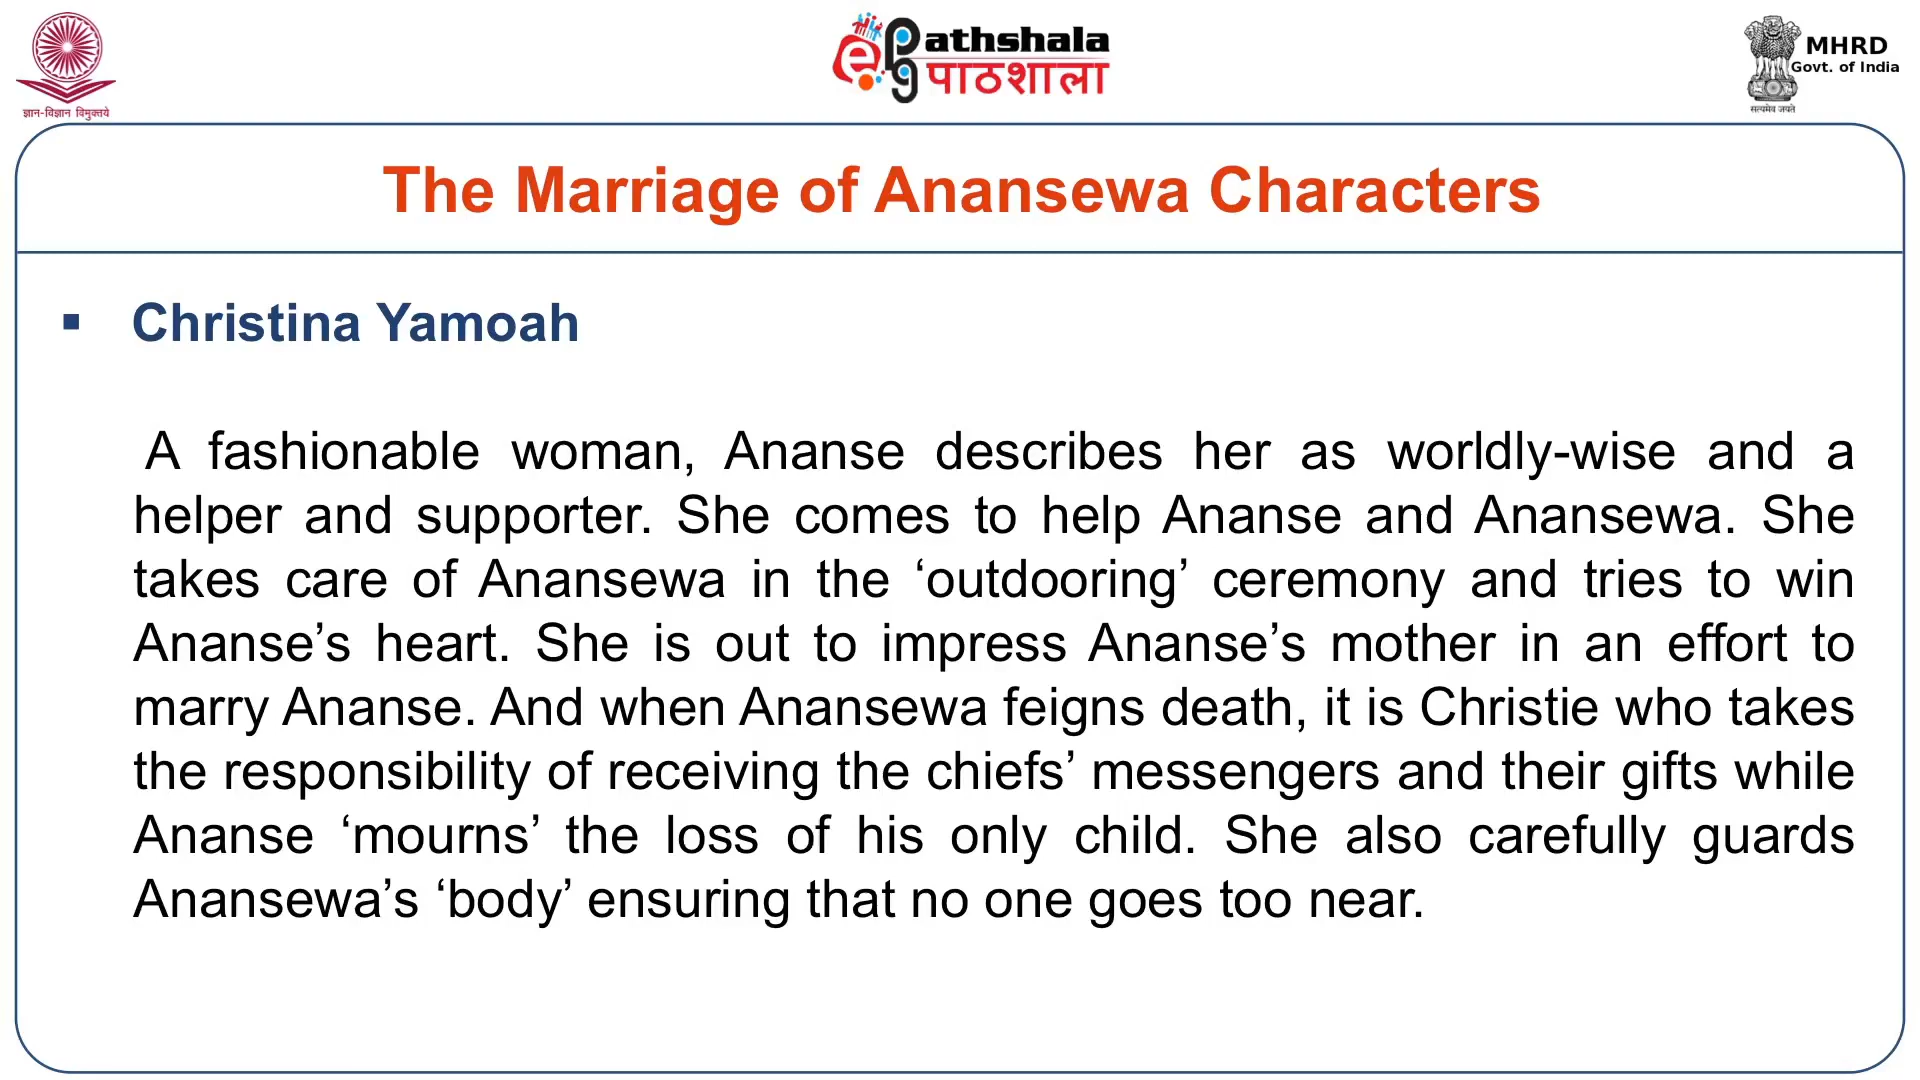 ज्ञान-विज्ञान विमुक्तये
ePG Pathshala
पाठशाला
MHRD
Govt. of India
सत्यमेव जयते
The Marriage of Anansewa Characters
▪ Christina Yamoah
A fashionable woman, Ananse describes her as worldly-wise and a
helper and supporter. She comes to help Ananse and Anansewa. She
takes care of Anansewa in the ‘outdooring’ ceremony and tries to win
Ananse’s heart. She is out to impress Ananse’s mother in an effort to
marry Ananse. And when Anansewa feigns death, it is Christie who takes
the responsibility of receiving the chiefs’ messengers and their gifts while
Ananse ‘mourns’ the loss of his only child. She also carefully guards
Anansewa’s ‘body’ ensuring that no one goes too near.